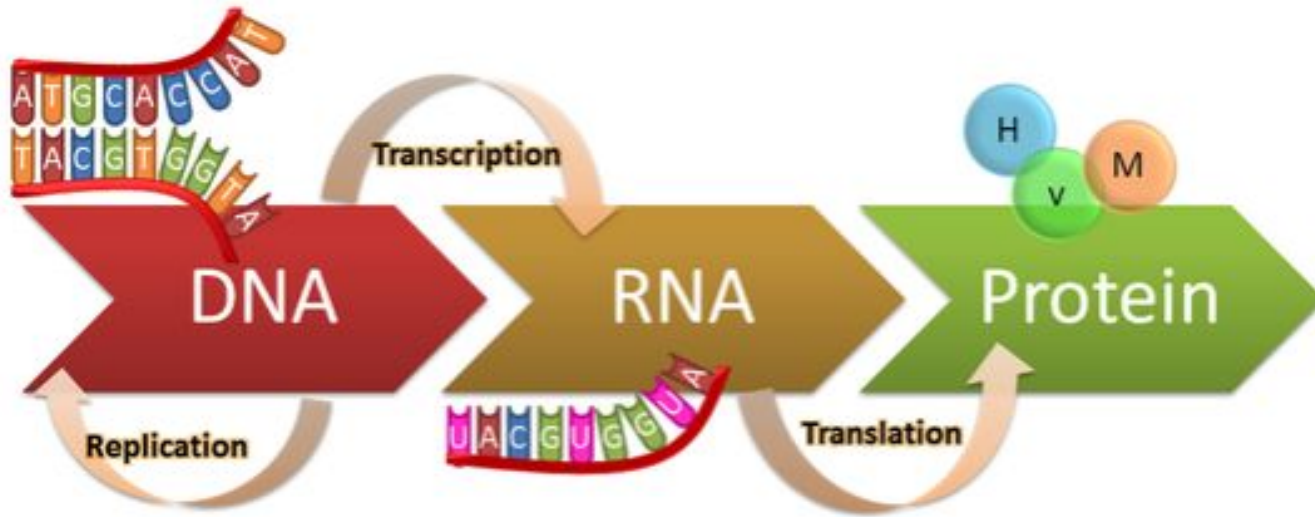 ATGCACCAT
TACGTGGTA
Transcription
H
V
M
DNA
RNA
Protein
Replication
UACGUGGUA
Translation